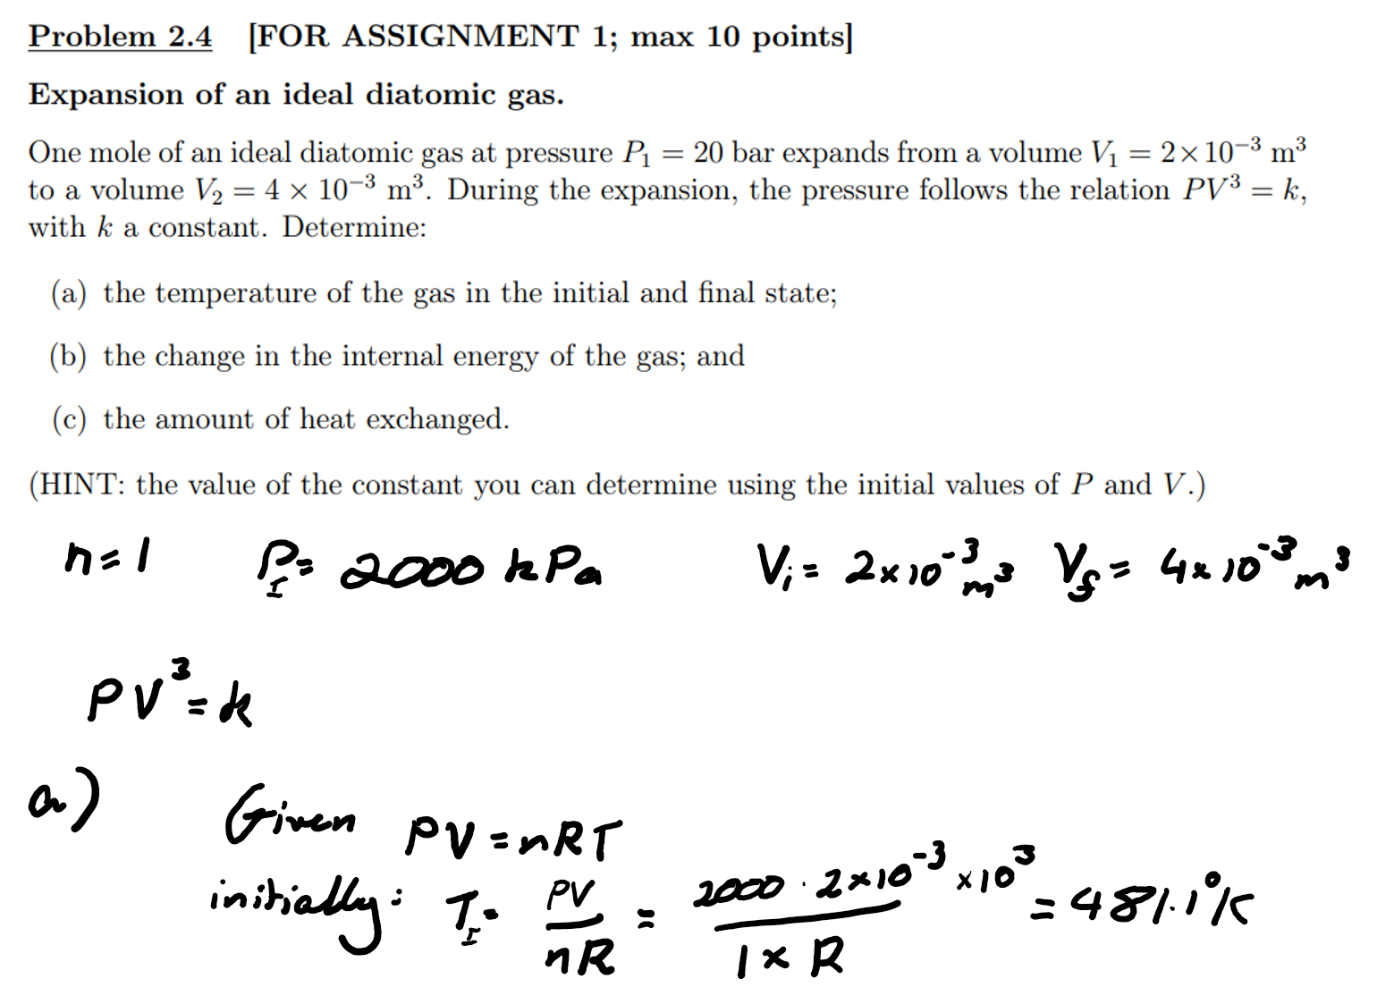 Problem 2.4 [FOR ASSIGNMENT 1; max 10 points]
Expansion of an ideal diatomic gas.
One mole of an ideal diatomic gas at pressure P₁ = 20 bar expands from a volume V₁ = 2×10⁻³ m³
to a volume V₂ = 4 × 10⁻³ m³. During the expansion, the pressure follows the relation PV³ = k,
with k a constant. Determine:
(a) the temperature of the gas in the initial and final state;
(b) the change in the internal energy of the gas; and
(c) the amount of heat exchanged.
(HINT: the value of the constant you can determine using the initial values of P and V.)
n=1 P_I= 2000 kPa V_i= 2×10⁻³ m³ V_f= 4×10⁻³ m³
PV³=k
a) Given PV=nRT
initially: T_I= PV/nR = 2000·2×10⁻³×10³/1×R =481.1°K